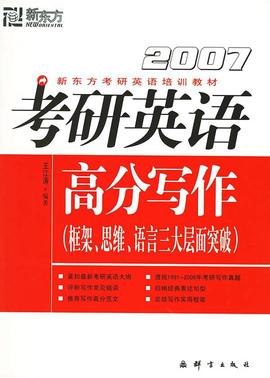 新东方
NEW ORIENTAL
2007
新东方考研英语培训教材
考研英语
王江涛 编著
高分写作
(框架、思维、语言三大层面突破)
紧扣最新考研英语大纲
透视1991-2006年考研写作真题
评析写作常见错误
归纳经典表达句型
推荐写作高分范文
总结写作实用框架
群言出版社